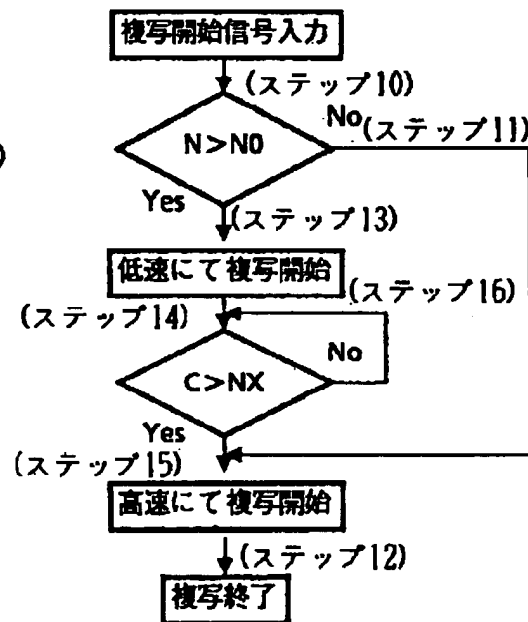 複写開始信号入力
(ステップ10)
No
(ステップ11)
N>N0
Yes
(ステップ13)
低速にて複写開始
(ステップ16)
(ステップ14)
No
C>NX
Yes
(ステップ15)
高速にて複写開始
(ステップ12)
複写終了